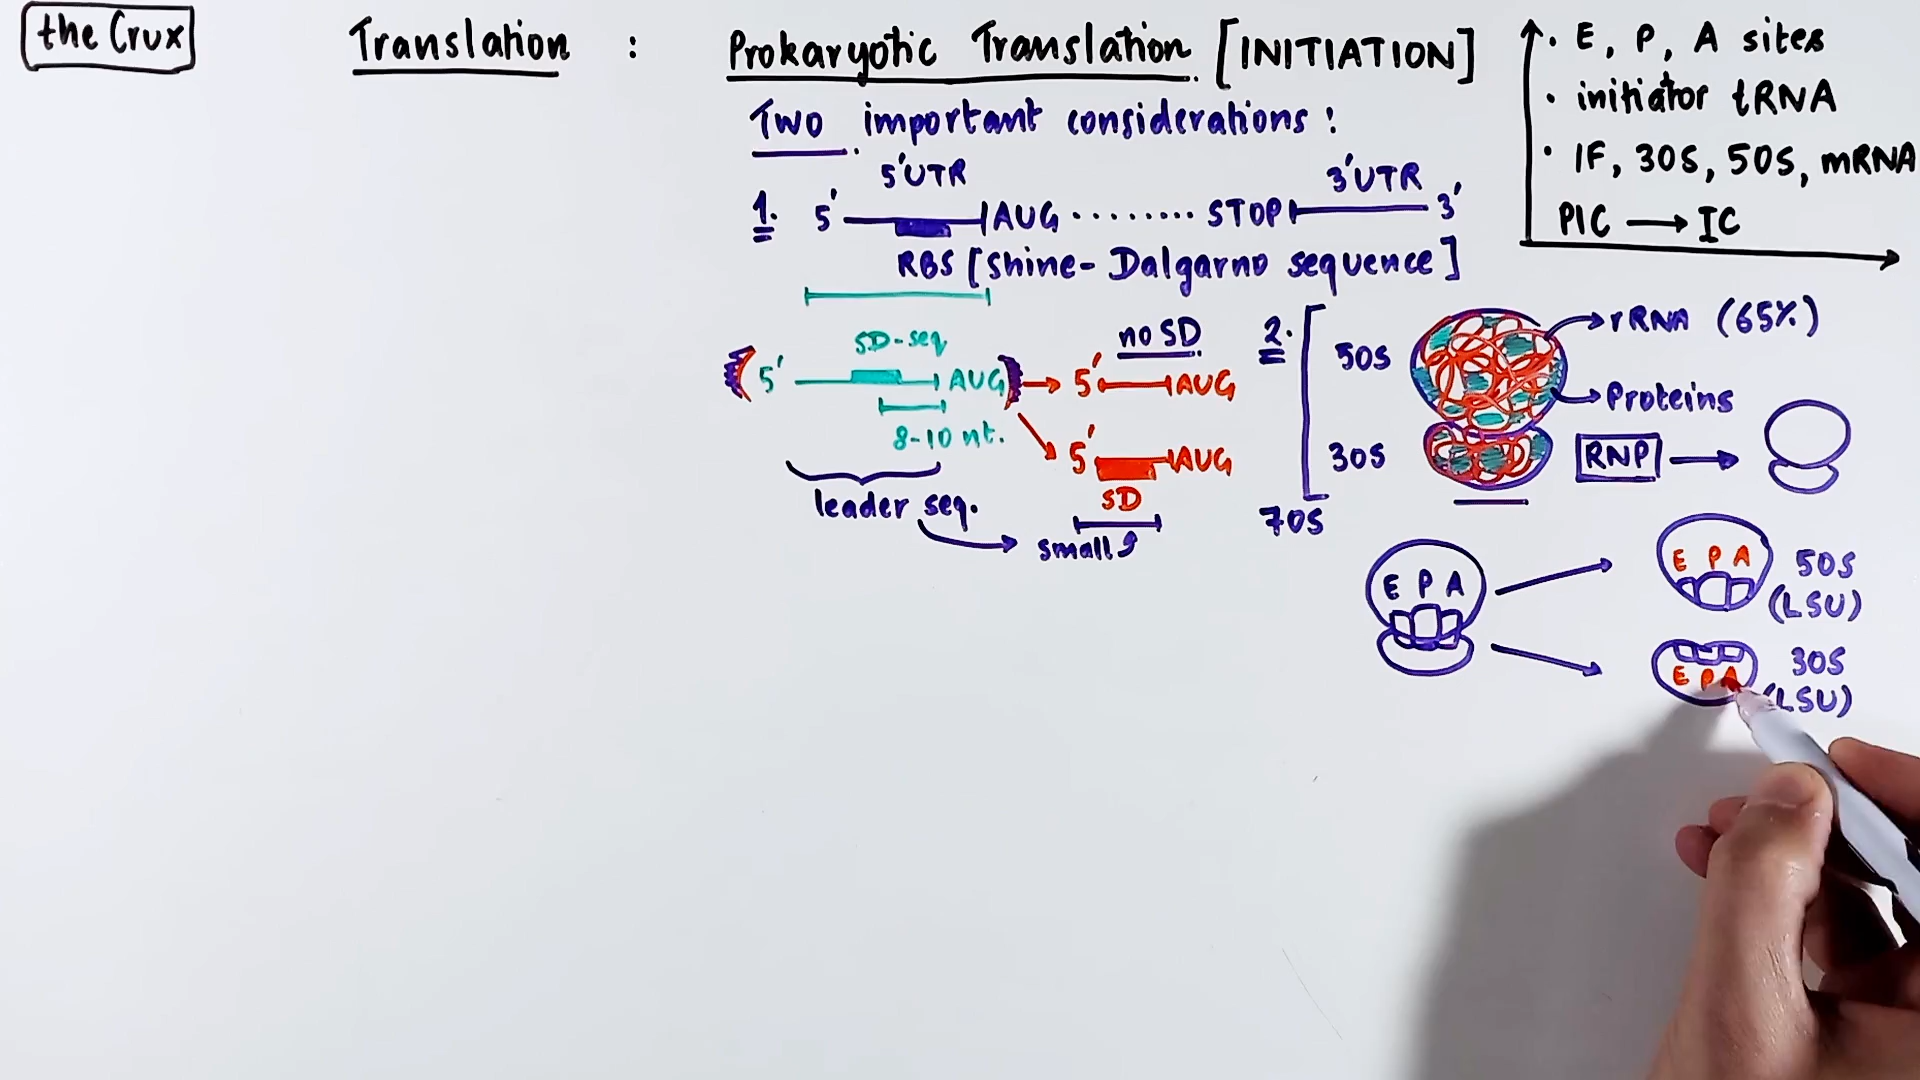 the Crux
Translation : Prokaryotic Translation [INITIATION]
Two important considerations:
• E, P, A sites
• initiator tRNA
• IF, 30S, 50S, mRNA
PIC → IC
5'UTR
3'UTR
1. 5' AUG ........ STOP 3'
RBS [Shine-Dalgarno sequence]
SD-seq
5' AUG
8-10 nt.
leader seq.
no SD
5' AUG
5' AUG
SD
small
2.
50S
30S
70S
rRNA (65%)
Proteins
RNP
E P A
E P A 50S
(LSU)
E P A 30S
(LSU)